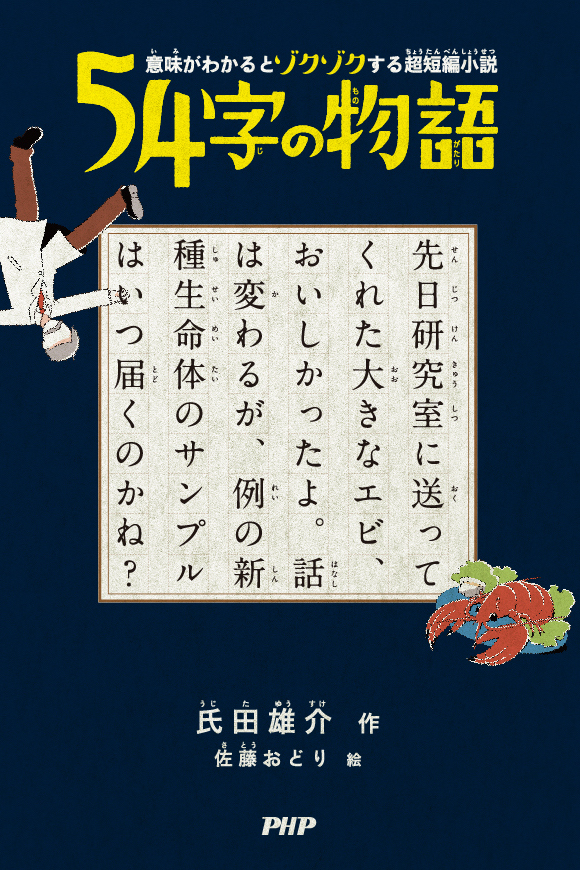 意味がわかるとゾクゾクする超短編小説
54字の物語
先日研究室に送って
くれた大きなエビ、
おいしかったよ。話
は変わるが、例の新
種生命体のサンプル
はいつ届くのかね?
氏田雄介 作
佐藤おどり 絵
PHP